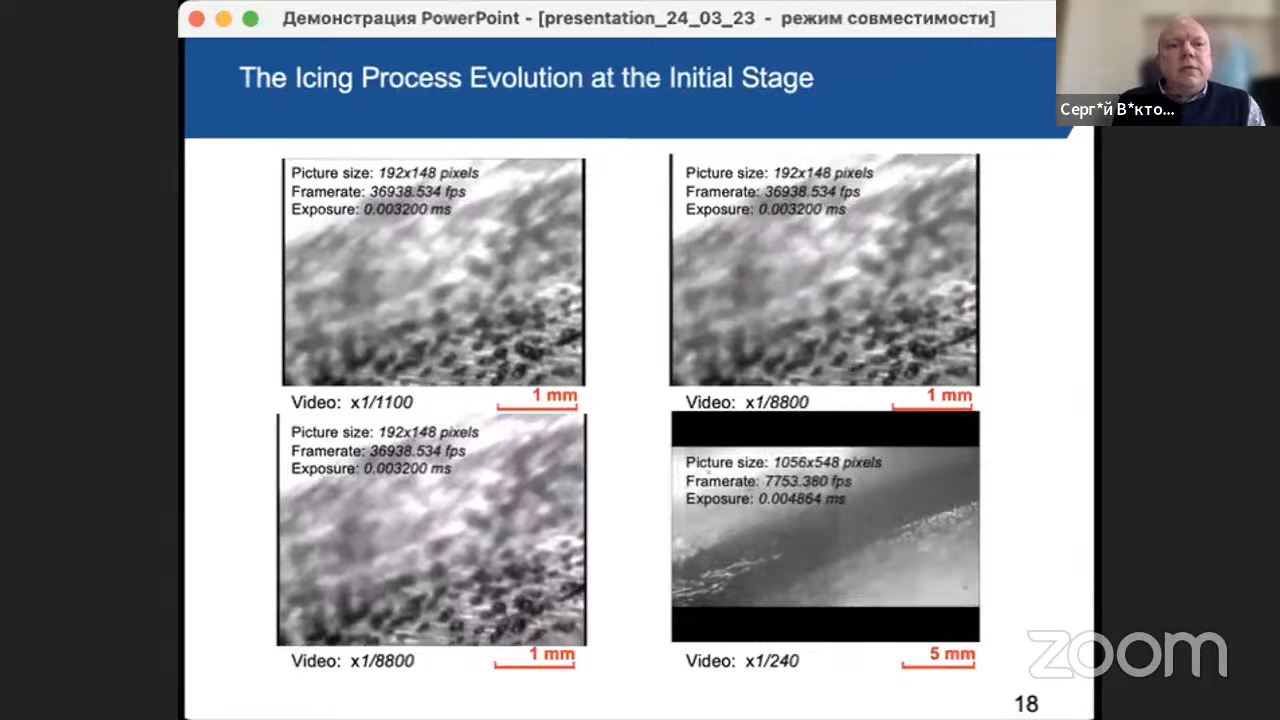 Демонстрация PowerPoint - [presentation_24_03_23 - режим совместимости]
The Icing Process Evolution at the Initial Stage
Серг*й В*кто...
Picture size: 192x148 pixels
Framerate: 36938.534 fps
Exposure: 0.003200 ms
Video: x1/1100
1 mm
Picture size: 192x148 pixels
Framerate: 36938.534 fps
Exposure: 0.003200 ms
Video: x1/8800
1 mm
Picture size: 192x148 pixels
Framerate: 36938.534 fps
Exposure: 0.003200 ms
Video: x1/8800
1 mm
Picture size: 1056x548 pixels
Framerate: 7753.380 fps
Exposure: 0.004864 ms
Video: x1/240
5 mm
zoom
18